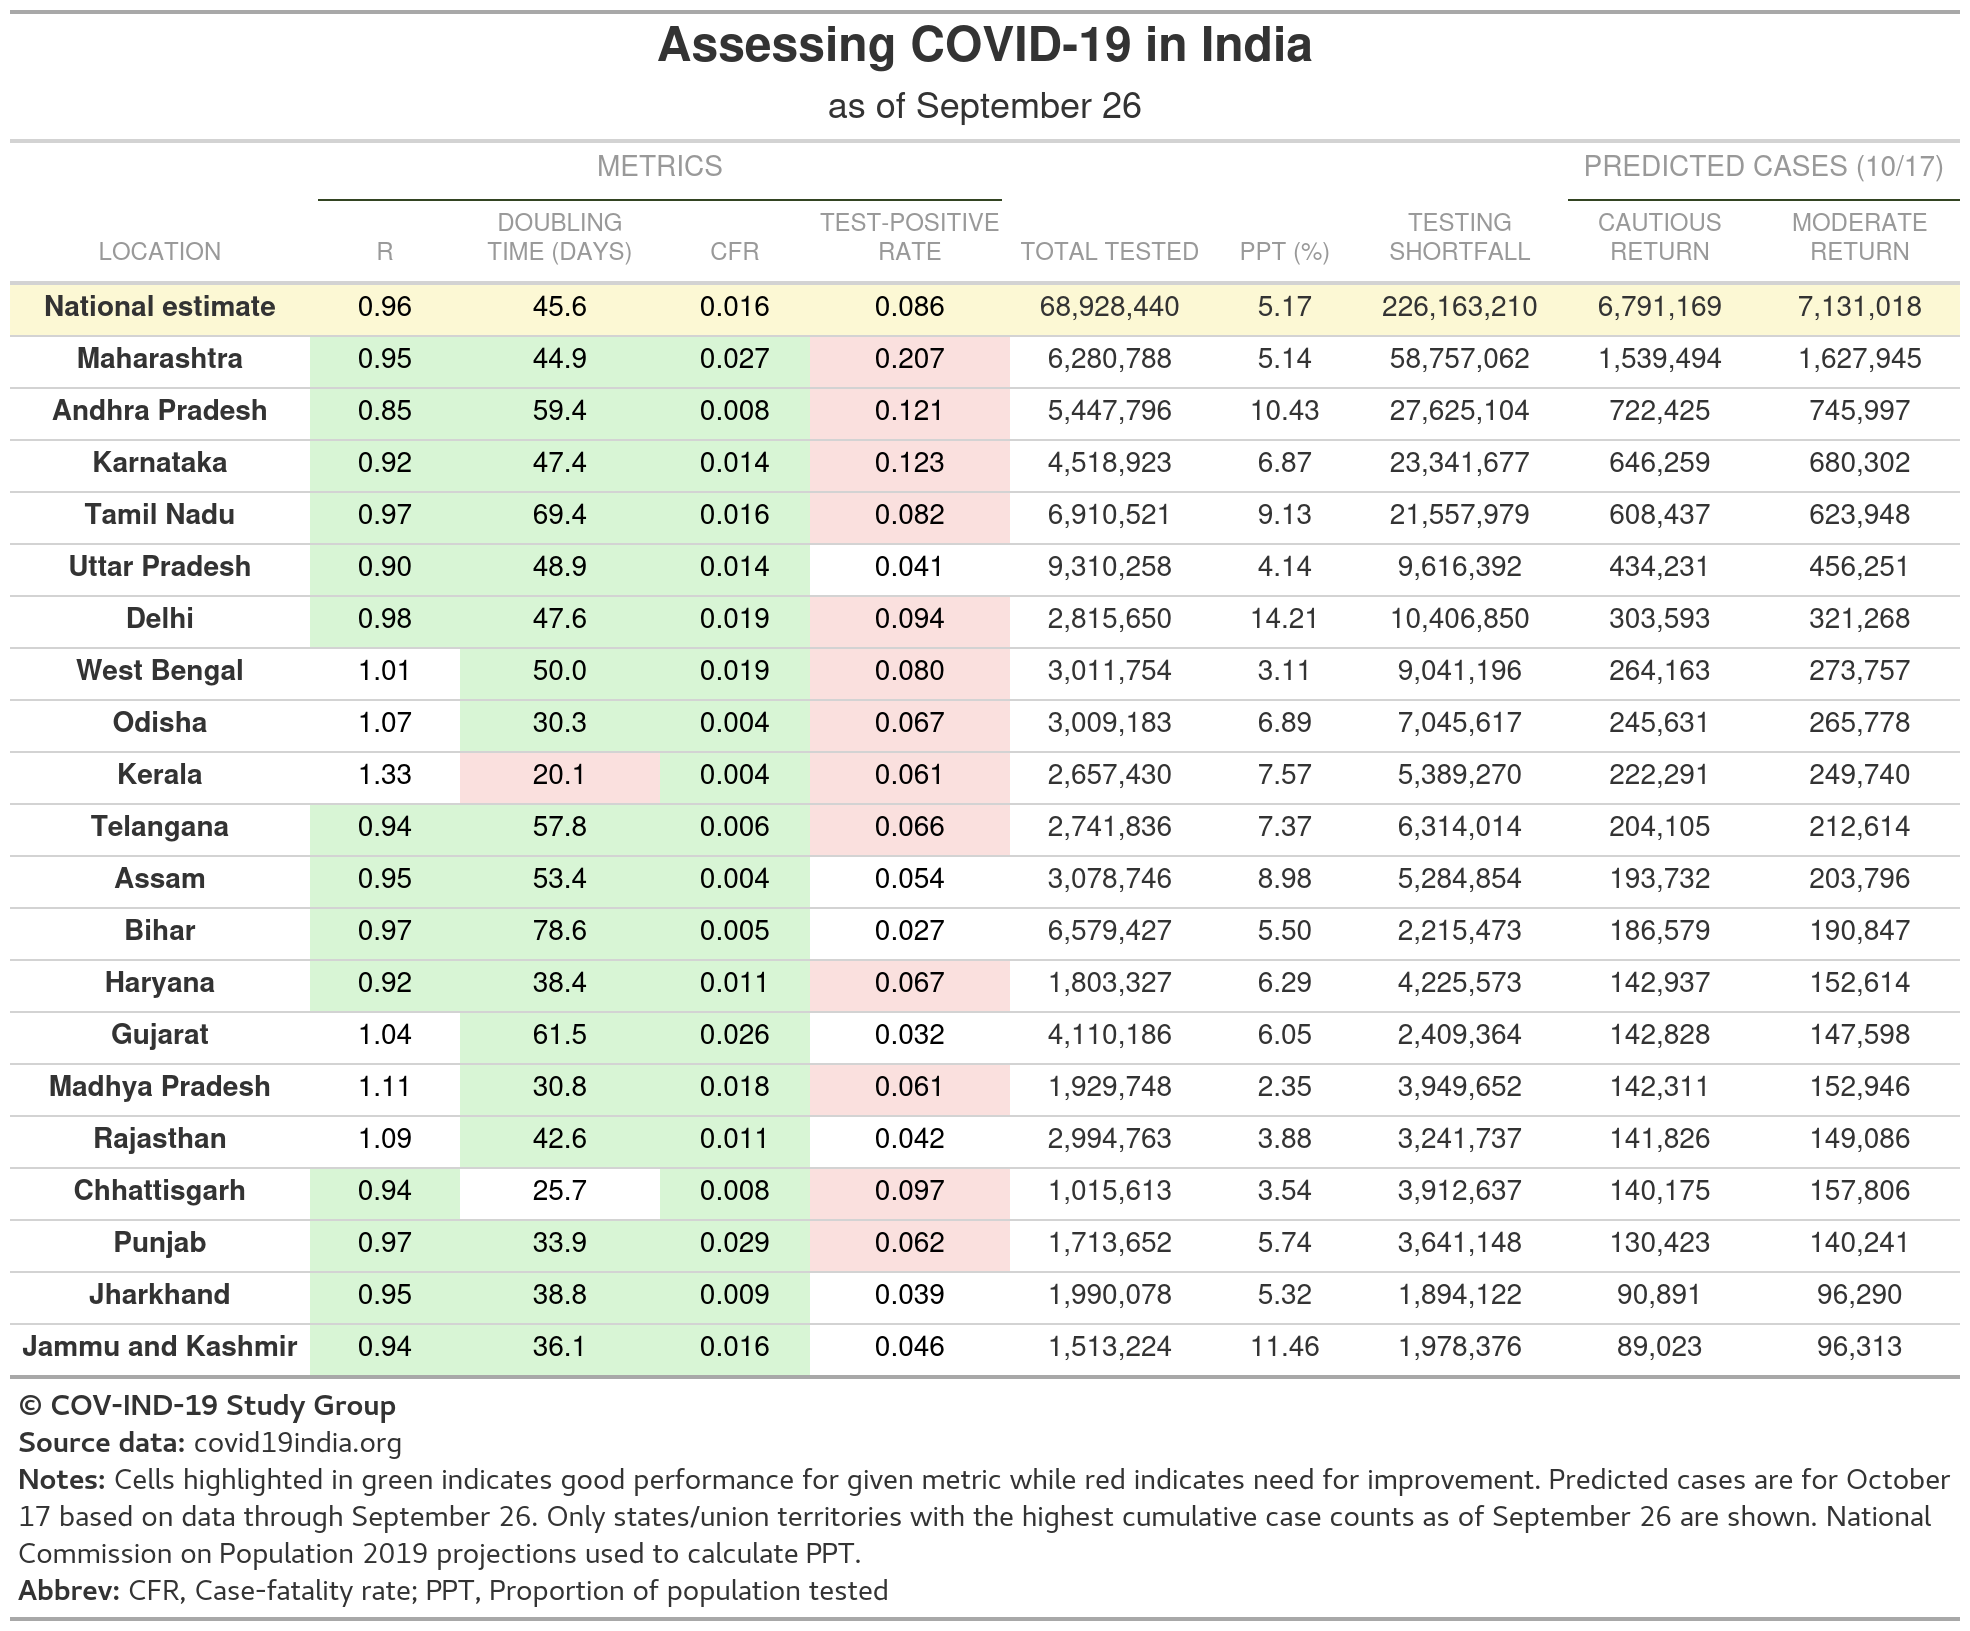 Assessing COVID-19 in India
as of September 26
METRICS PREDICTED CASES (10/17)
LOCATION R DOUBLING TIME (DAYS) CFR TEST-POSITIVE RATE TOTAL TESTED PPT (%) TESTING SHORTFALL CAUTIOUS RETURN MODERATE RETURN
National estimate 0.96 45.6 0.016 0.086 68,928,440 5.17 226,163,210 6,791,169 7,131,018
Maharashtra 0.95 44.9 0.027 0.207 6,280,788 5.14 58,757,062 1,539,494 1,627,945
Andhra Pradesh 0.85 59.4 0.008 0.121 5,447,796 10.43 27,625,104 722,425 745,997
Karnataka 0.92 47.4 0.014 0.123 4,518,923 6.87 23,341,677 646,259 680,302
Tamil Nadu 0.97 69.4 0.016 0.082 6,910,521 9.13 21,557,979 608,437 623,948
Uttar Pradesh 0.90 48.9 0.014 0.041 9,310,258 4.14 9,616,392 434,231 456,251
Delhi 0.98 47.6 0.019 0.094 2,815,650 14.21 10,406,850 303,593 321,268
West Bengal 1.01 50.0 0.019 0.080 3,011,754 3.11 9,041,196 264,163 273,757
Odisha 1.07 30.3 0.004 0.067 3,009,183 6.89 7,045,617 245,631 265,778
Kerala 1.33 20.1 0.004 0.061 2,657,430 7.57 5,389,270 222,291 249,740
Telangana 0.94 57.8 0.006 0.066 2,741,836 7.37 6,314,014 204,105 212,614
Assam 0.95 53.4 0.004 0.054 3,078,746 8.98 5,284,854 193,732 203,796
Bihar 0.97 78.6 0.005 0.027 6,579,427 5.50 2,215,473 186,579 190,847
Haryana 0.92 38.4 0.011 0.067 1,803,327 6.29 4,225,573 142,937 152,614
Gujarat 1.04 61.5 0.026 0.032 4,110,186 6.05 2,409,364 142,828 147,598
Madhya Pradesh 1.11 30.8 0.018 0.061 1,929,748 2.35 3,949,652 142,311 152,946
Rajasthan 1.09 42.6 0.011 0.042 2,994,763 3.88 3,241,737 141,826 149,086
Chhattisgarh 0.94 25.7 0.008 0.097 1,015,613 3.54 3,912,637 140,175 157,806
Punjab 0.97 33.9 0.029 0.062 1,713,652 5.74 3,641,148 130,423 140,241
Jharkhand 0.95 38.8 0.009 0.039 1,990,078 5.32 1,894,122 90,891 96,290
Jammu and Kashmir 0.94 36.1 0.016 0.046 1,513,224 11.46 1,978,376 89,023 96,313
© COV-IND-19 Study Group
Source data: covid19india.org
Notes: Cells highlighted in green indicates good performance for given metric while red indicates need for improvement. Predicted cases are for October
17 based on data through September 26. Only states/union territories with the highest cumulative case counts as of September 26 are shown. National
Commission on Population 2019 projections used to calculate PPT.
Abbrev: CFR, Case-fatality rate; PPT, Proportion of population tested